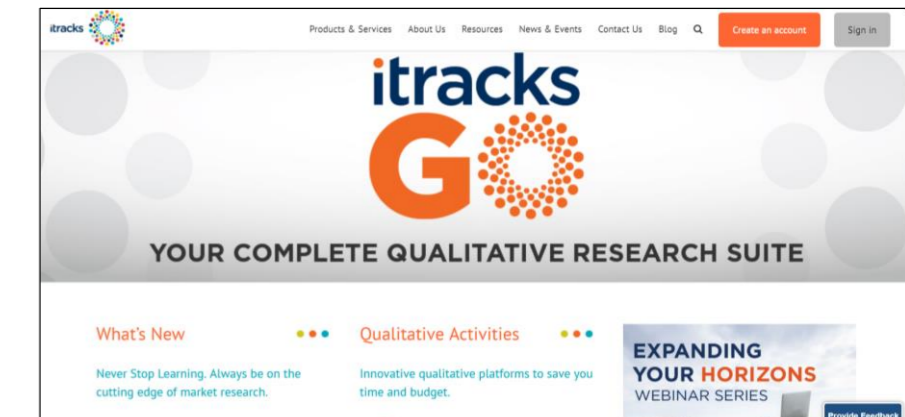 itracks
Products & Services About Us Resources News & Events Contact Us Blog Create an account Sign in
itracks
GO
YOUR COMPLETE QUALITATIVE RESEARCH SUITE
What's New
Never Stop Learning. Always be on the
cutting edge of market research.
Qualitative Activities
Innovative qualitative platforms to save you
time and budget.
EXPANDING
YOUR HORIZONS
WEBINAR SERIES
Provide Feedback